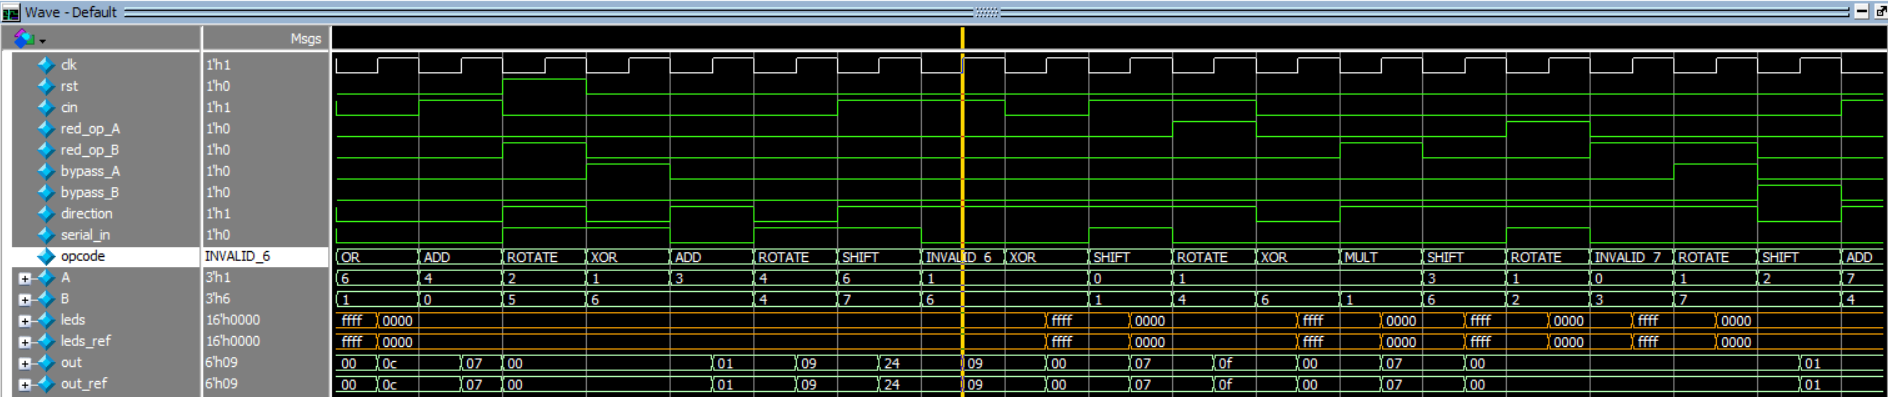 Wave - Default
Msgs
clk 1'h1
rst 1'h0
cin 1'h1
red_op_A 1'h0
red_op_B 1'h0
bypass_A 1'h0
bypass_B 1'h0
direction 1'h1
serial_in 1'h0
opcode INVALID_6 OR ADD ROTATE XOR ADD ROTATE SHIFT INVALID_6 XOR SHIFT ROTATE XOR MULT SHIFT ROTATE INVALID_7 ROTATE SHIFT ADD
A 3'h1 6 4 2 1 3 4 6 1 0 1 3 1 0 1 2 7
B 3'h6 1 0 5 6 4 7 6 1 4 6 1 6 2 3 7 4
leds 16'h0000 ffff 0000 ffff 0000 ffff 0000 ffff 0000 ffff 0000
leds_ref 16'h0000 ffff 0000 ffff 0000 ffff 0000 ffff 0000 ffff 0000
out 6'h09 00 0c 07 00 01 09 24 09 00 07 0f 00 07 00 01
out_ref 6'h09 00 0c 07 00 01 09 24 09 00 07 0f 00 07 00 01